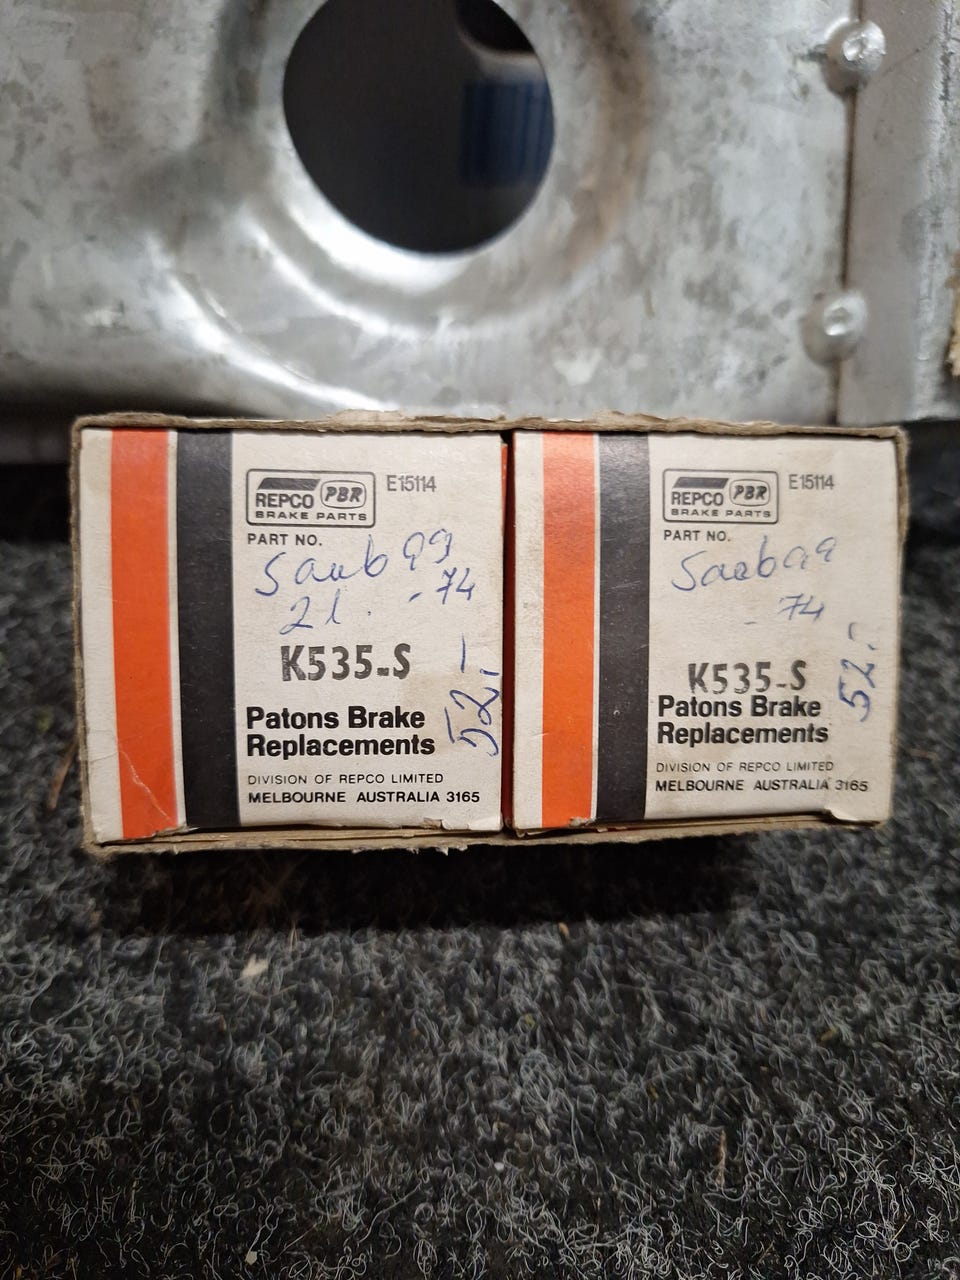 REPCO PBR
BRAKE PARTS
E15114
PART NO.
Saab 99
2l. -74
K535-S
52,-
Patons Brake
Replacements
DIVISION OF REPCO LIMITED
MELBOURNE AUSTRALIA 3165
REPCO PBR
BRAKE PARTS
E15114
PART NO.
Saab 99
-74
K535-S
52,-
Patons Brake
Replacements
DIVISION OF REPCO LIMITED
MELBOURNE AUSTRALIA 3165